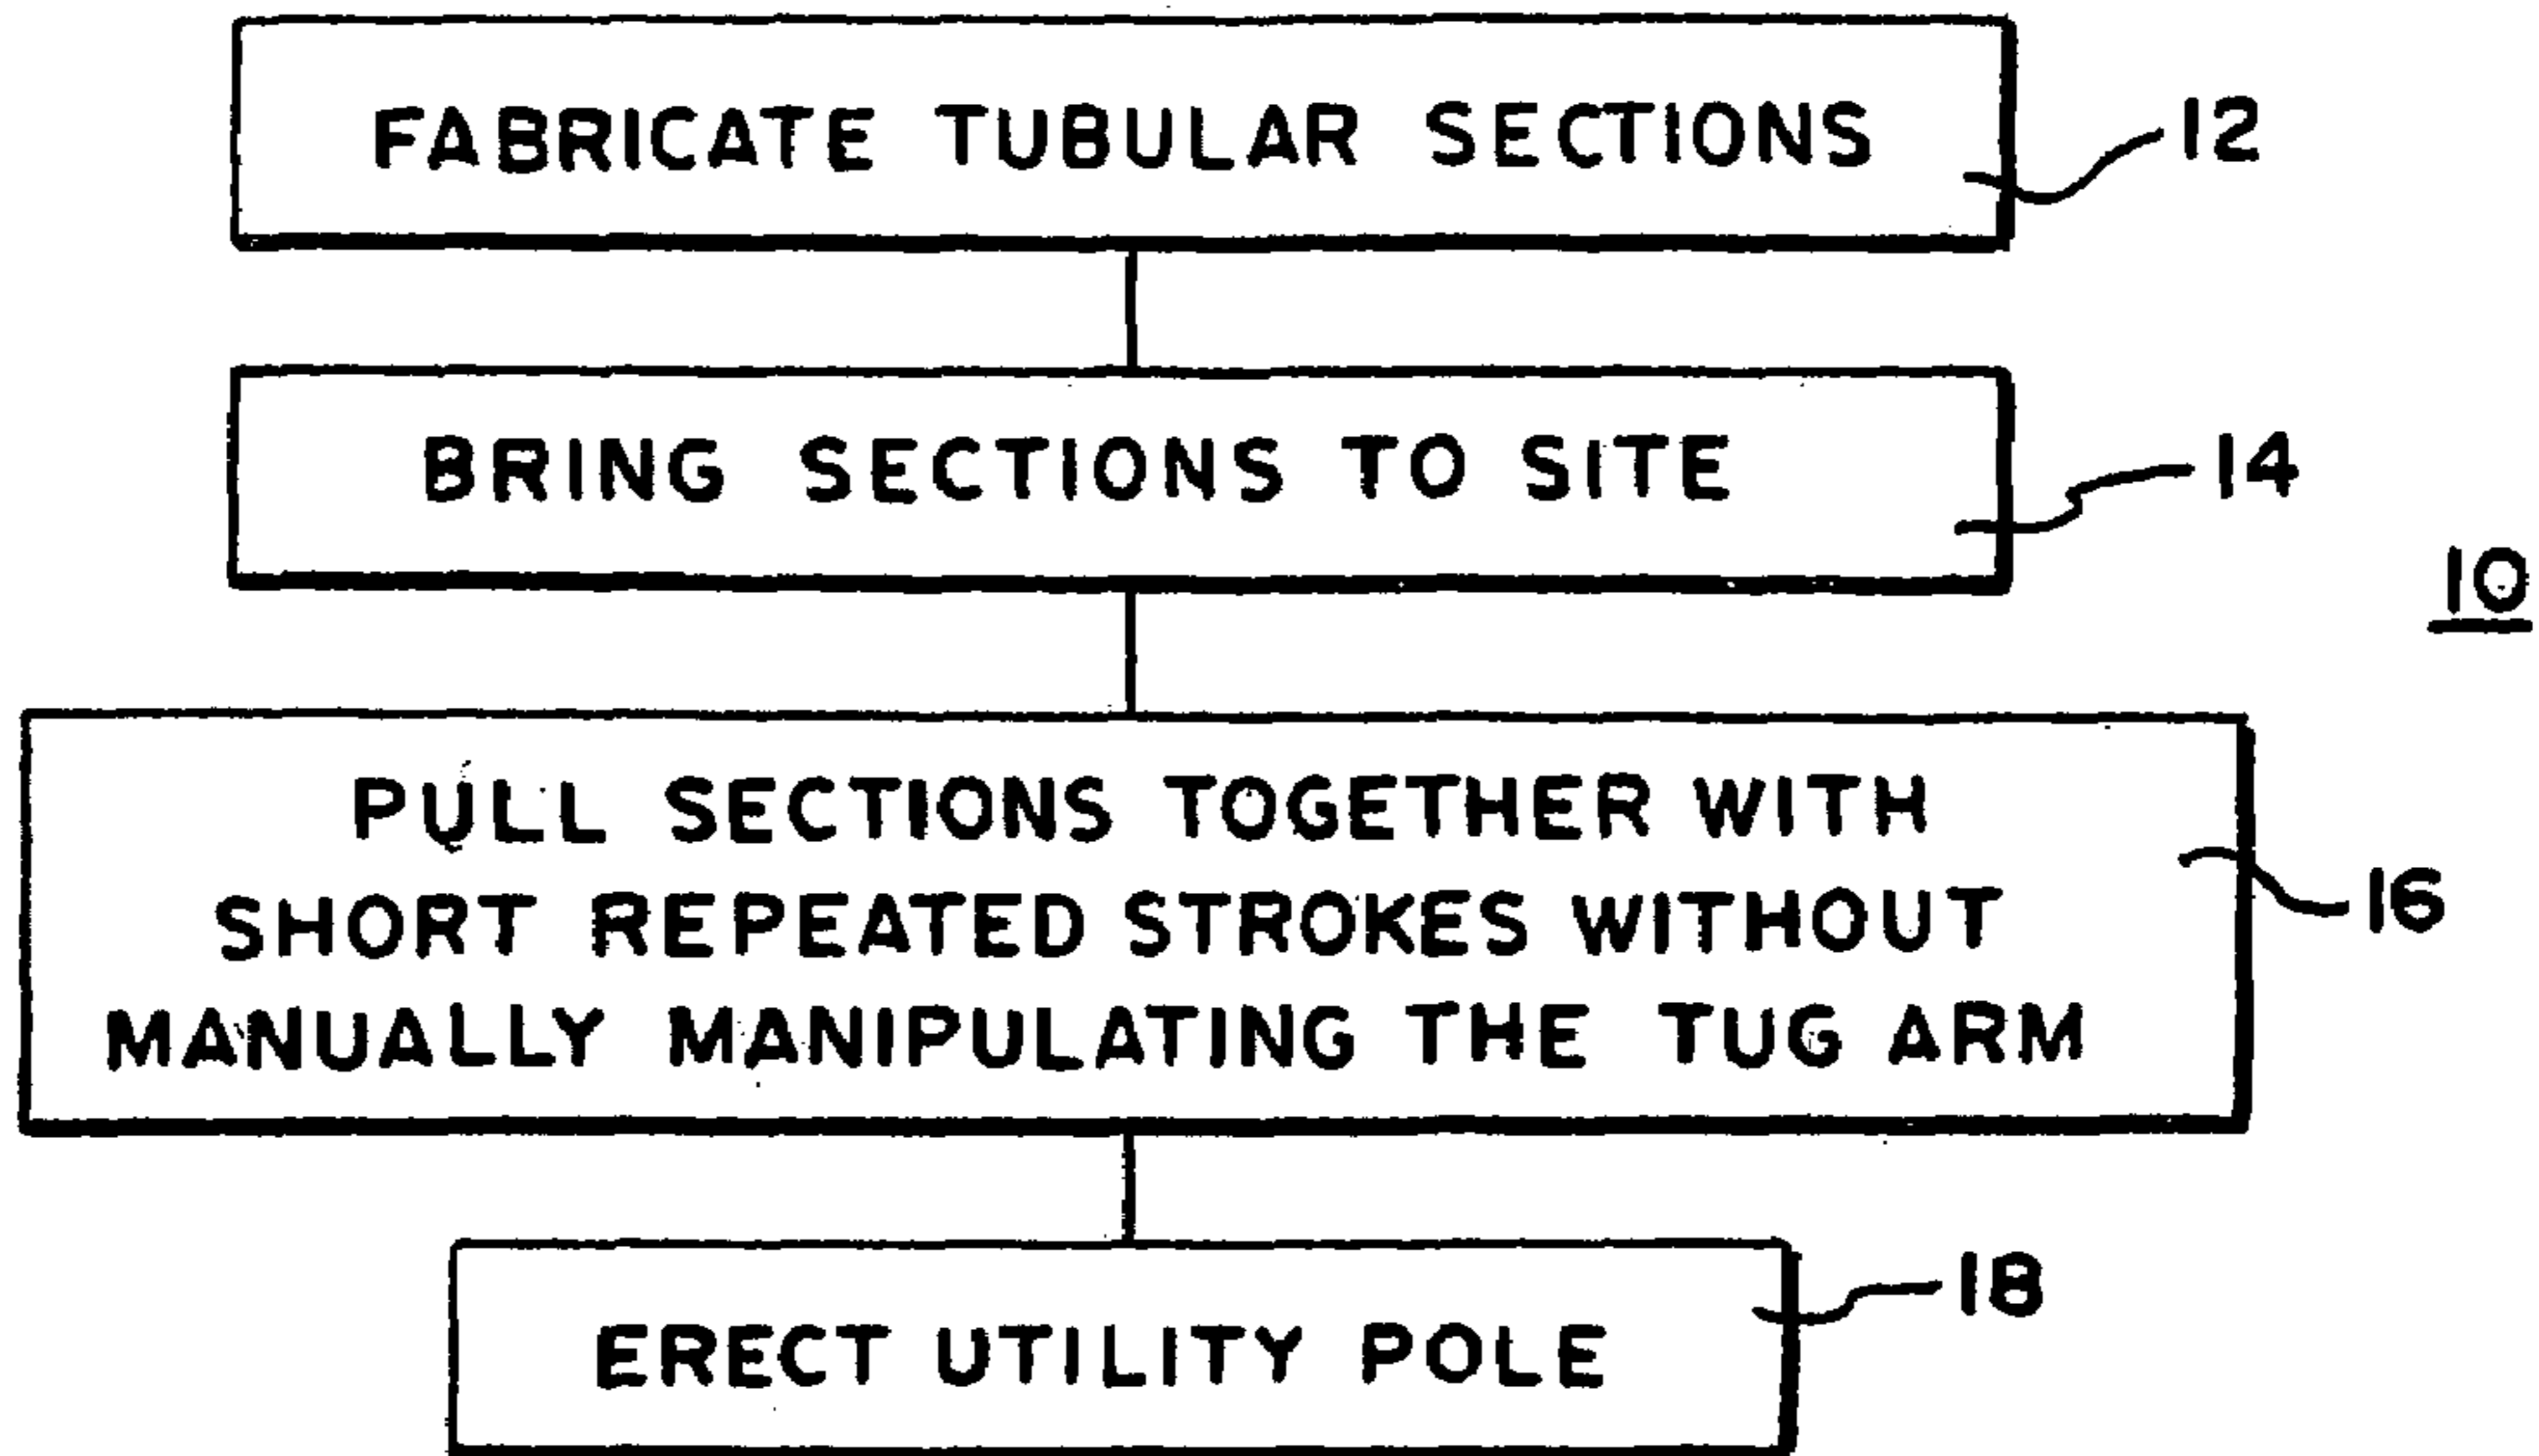 FABRICATE TUBULAR SECTIONS
12
BRING SECTIONS TO SITE
14
10
PULL SECTIONS TOGETHER WITH
SHORT REPEATED STROKES WITHOUT
MANUALLY MANIPULATING THE TUG ARM
16
ERECT UTILITY POLE
18